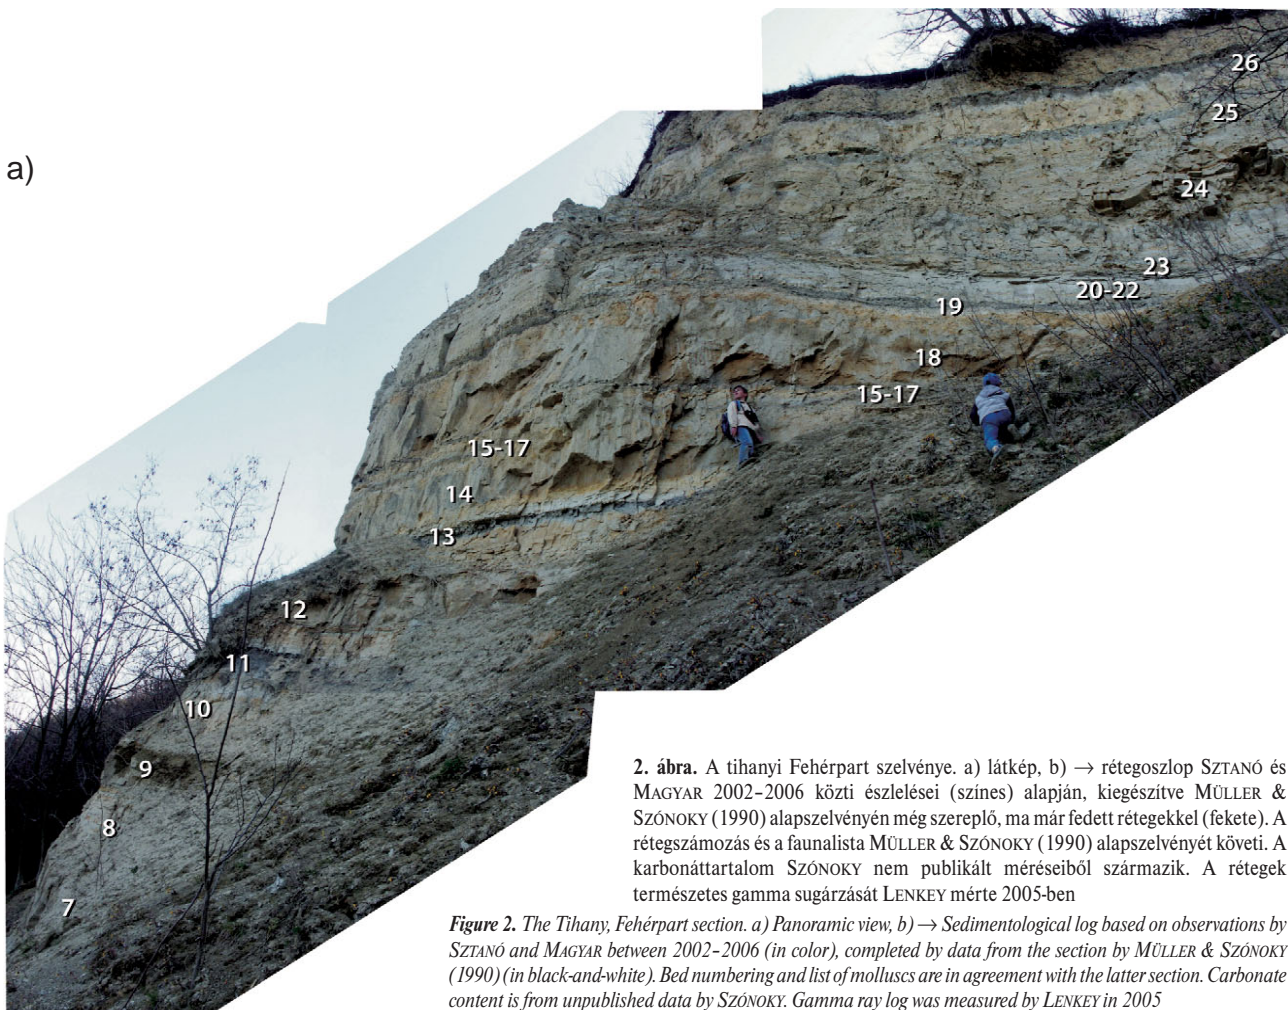 a)
26
25
24
23
20-22
19
18
15-17
15-17
14
13
12
11
10
9
8
7
2. ábra. A tihanyi Fehérpart szelvénye. a) látkép, b) → rétegoszlop SZTANÓ és
MAGYAR 2002–2006 közti észlelései (színes) alapján, kiegészítve MÜLLER &
SZÓNOKY (1990) alapszelvényén még szereplő, ma már fedett rétegekkel (fekete). A
rétegszámozás és a faunalista MÜLLER & SZÓNOKY (1990) alapszelvényét követi. A
karbonáttartalom SZÓNOKY nem publikált méréseiből származik. A rétegek
természetes gamma sugárzását LENKEY mérte 2005-ben
Figure 2. The Tihany, Fehérpart section. a) Panoramic view, b) → Sedimentological log based on observations by
SZTANÓ and MAGYAR between 2002–2006 (in color), completed by data from the section by MÜLLER & SZÓNOKY
(1990) (in black-and-white). Bed numbering and list of molluscs are in agreement with the latter section. Carbonate
content is from unpublished data by SZÓNOKY. Gamma ray log was measured by LENKEY in 2005